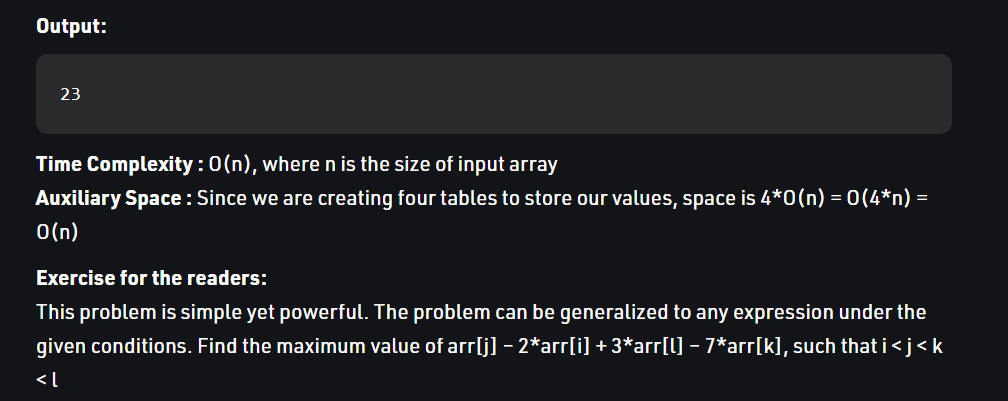 Output:
23
Time Complexity : O(n), where n is the size of input array
Auxiliary Space : Since we are creating four tables to store our values, space is 4*O(n) = O(4*n) =
O(n)
Exercise for the readers:
This problem is simple yet powerful. The problem can be generalized to any expression under the
given conditions. Find the maximum value of arr[j] – 2*arr[i] + 3*arr[l] – 7*arr[k], such that i < j < k
< l